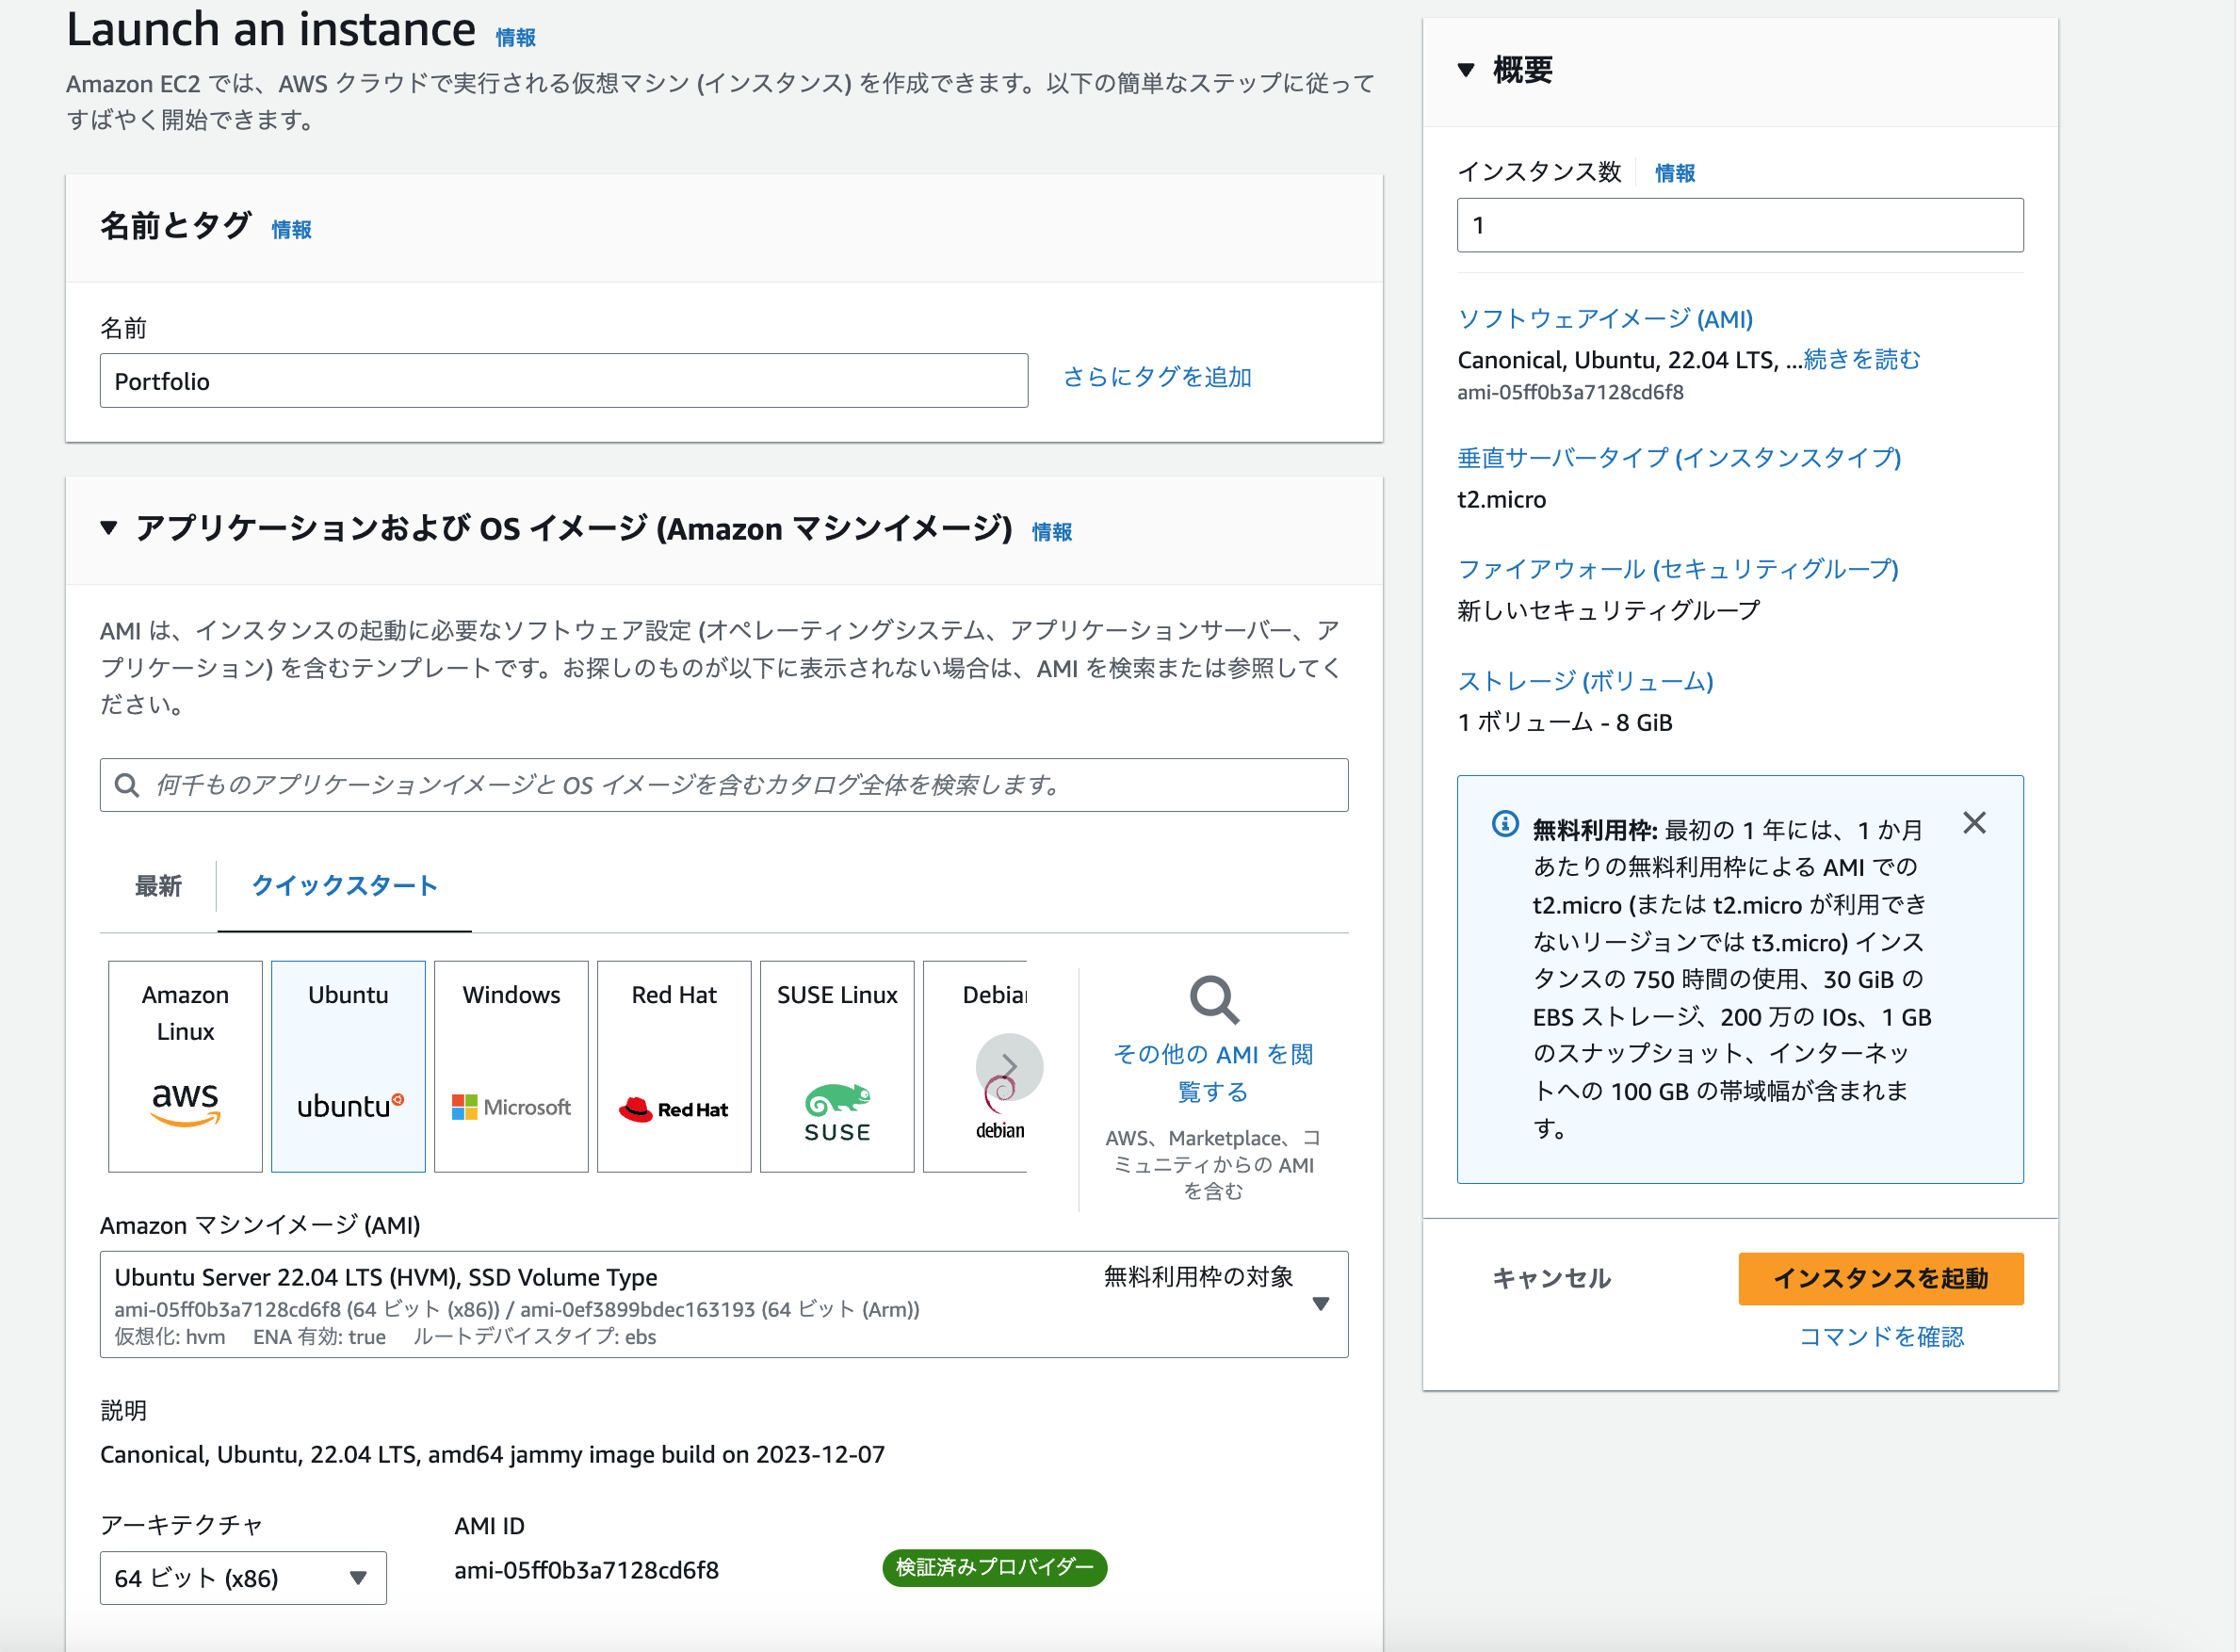 Launch an instance 情報
Amazon EC2 では、AWS クラウドで実行される仮想マシン (インスタンス) を作成できます。以下の簡単なステップに従って
すばやく開始できます。
名前とタグ 情報
名前
Portfolio
さらにタグを追加
アプリケーションおよび OS イメージ (Amazon マシンイメージ) 情報
AMI は、インスタンスの起動に必要なソフトウェア設定 (オペレーティングシステム、アプリケーションサーバー、ア
プリケーション) を含むテンプレートです。お探しのものが以下に表示されない場合は、AMI を検索または参照してく
ださい。
何千ものアプリケーションイメージと OS イメージを含むカタログ全体を検索します。
最新
クイックスタート
Amazon
Linux
aws
Ubuntu
ubuntu
Windows
Microsoft
Red Hat
Red Hat
SUSE Linux
SUSE
Debian
debian
その他の AMI を閲
覧する
AWS、Marketplace、コ
ミュニティからの AMI
を含む
Amazon マシンイメージ (AMI)
Ubuntu Server 22.04 LTS (HVM), SSD Volume Type
無料利用枠の対象
ami-05ff0b3a7128cd6f8 (64 ビット (x86)) / ami-0ef3899bdec163193 (64 ビット (Arm))
仮想化: hvm ENA 有効: true ルートデバイスタイプ: ebs
説明
Canonical, Ubuntu, 22.04 LTS, amd64 jammy image build on 2023-12-07
アーキテクチャ
64 ビット (x86)
AMI ID
ami-05ff0b3a7128cd6f8
検証済みプロバイダー
概要
インスタンス数 情報
1
ソフトウェアイメージ (AMI)
Canonical, Ubuntu, 22.04 LTS, ...続きを読む
ami-05ff0b3a7128cd6f8
垂直サーバータイプ (インスタンスタイプ)
t2.micro
ファイアウォール (セキュリティグループ)
新しいセキュリティグループ
ストレージ (ボリューム)
1 ボリューム - 8 GiB
無料利用枠: 最初の 1 年には、1 か月
あたりの無料利用枠による AMI での
t2.micro (または t2.micro が利用でき
ないリージョンでは t3.micro) インス
タンスの 750 時間の使用、30 GiB の
EBS ストレージ、200 万の IOs、1 GB
のスナップショット、インターネッ
トへの 100 GB の帯域幅が含まれま
す。
キャンセル
インスタンスを起動
コマンドを確認